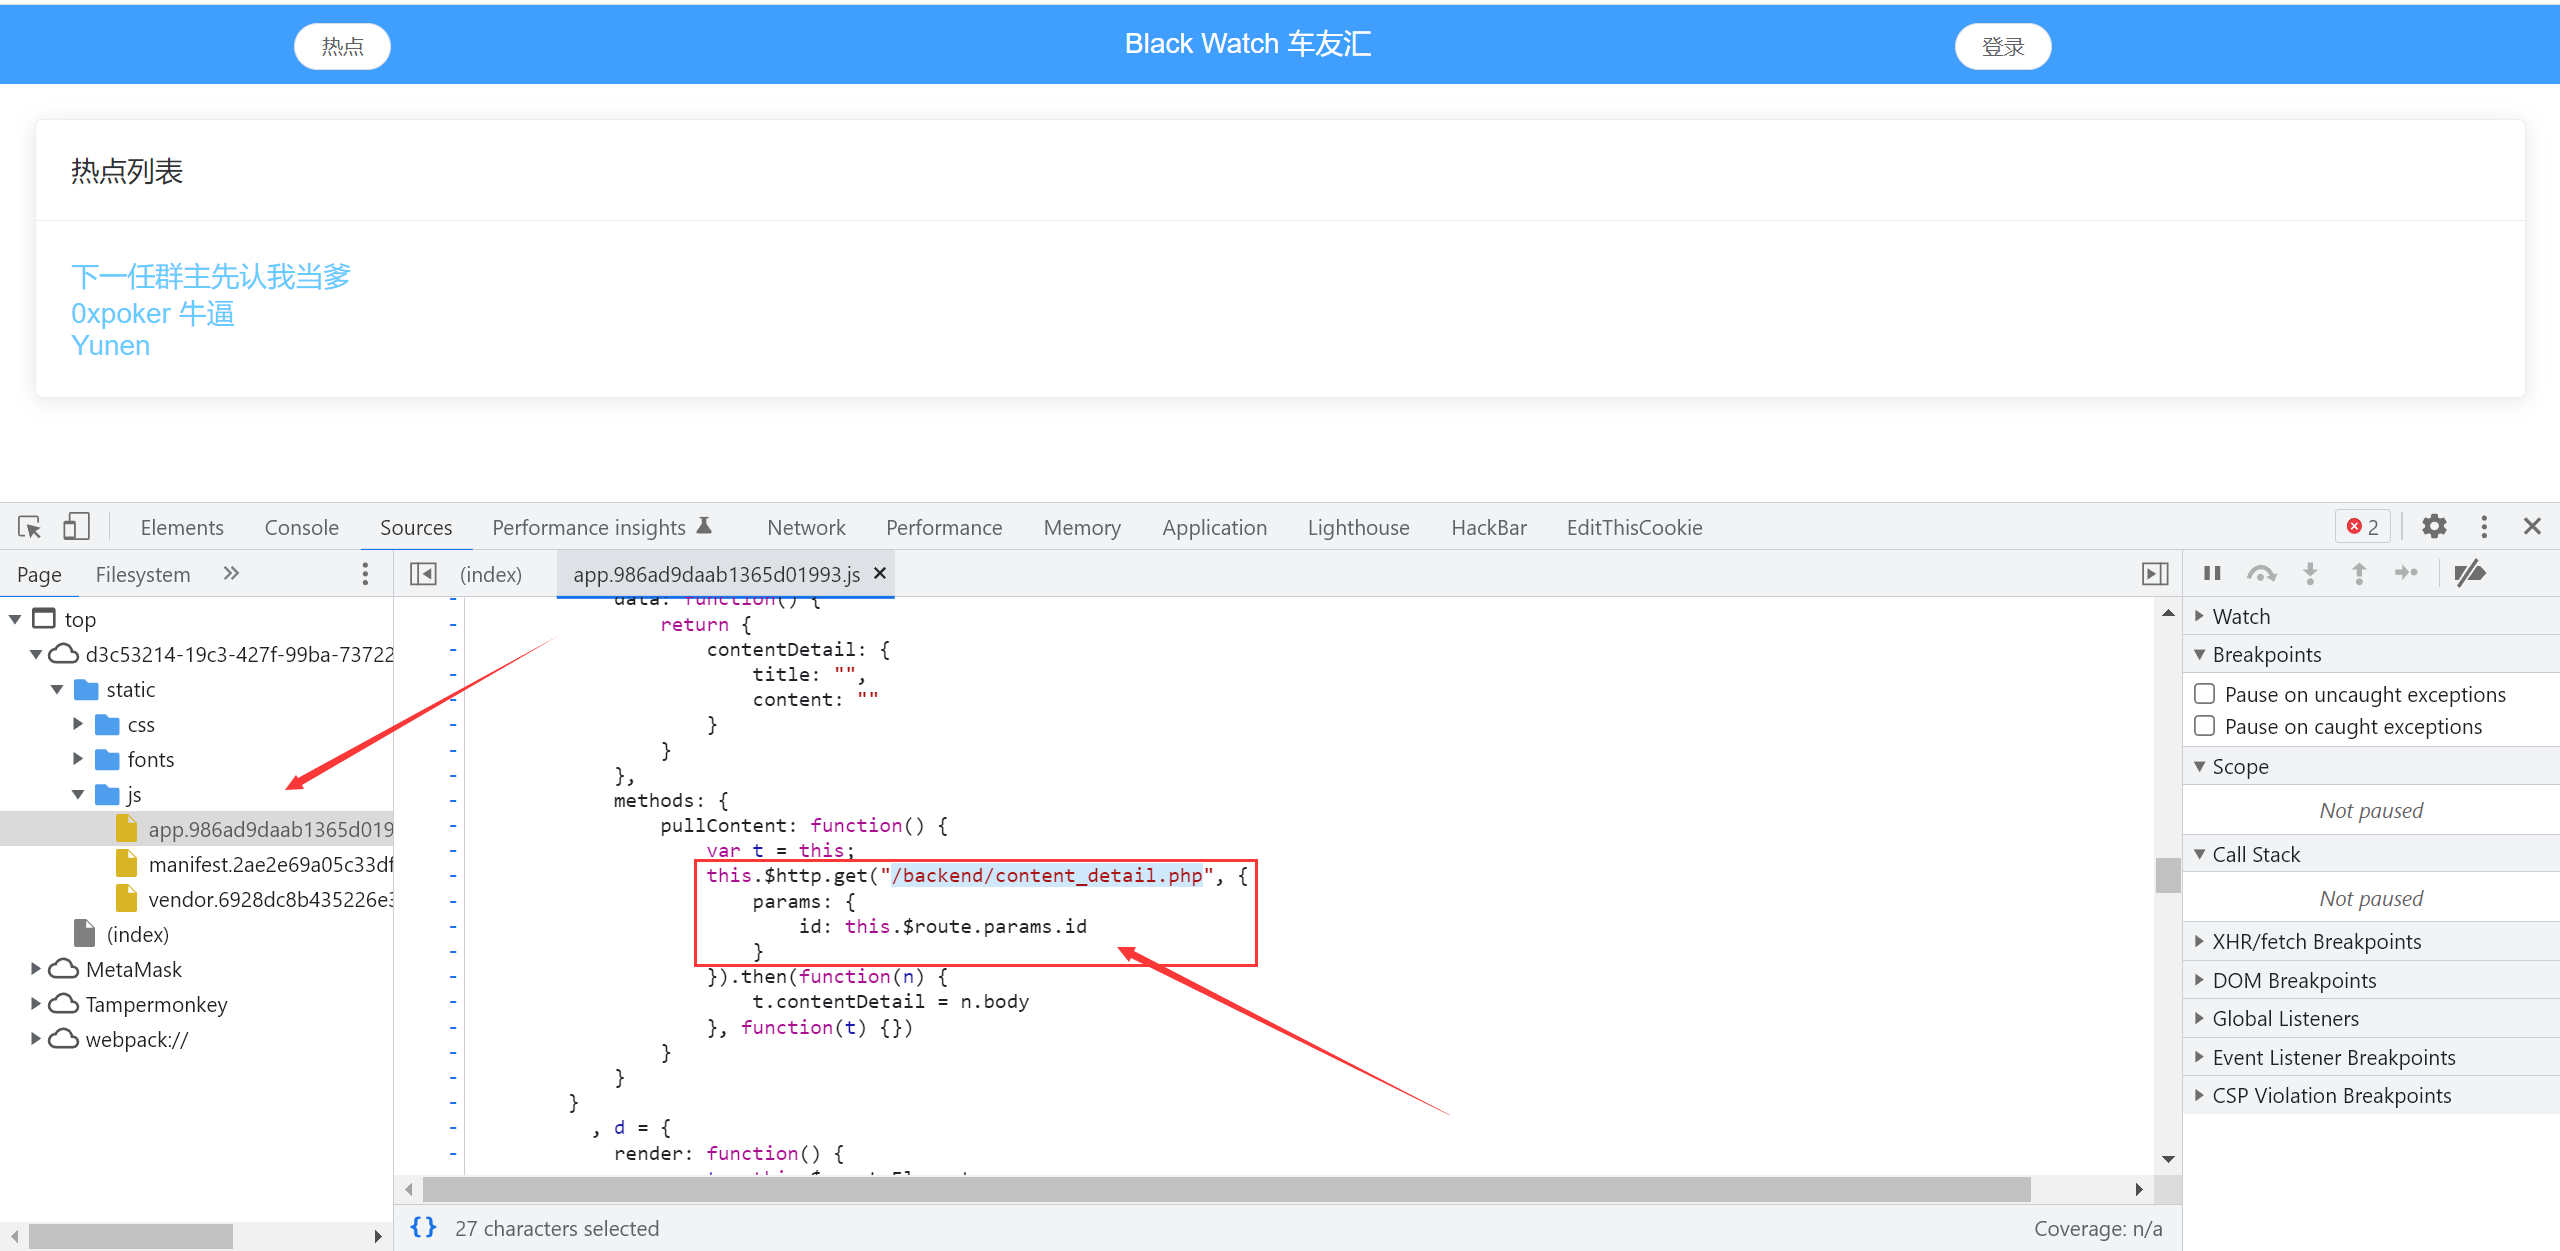 热点
Black Watch 车友汇
登录
热点列表
下一任群主先认我当爹
0xpoker 牛逼
Yunen
Elements
Console
Sources
Performance insights
Network
Performance
Memory
Application
Lighthouse
HackBar
EditThisCookie
2
Page
Filesystem
(index)
app.986ad9daab1365d01993.js
top
d3c53214-19c3-427f-99ba-73722
static
css
fonts
js
app.986ad9daab1365d019
manifest.2ae2e69a05c33df
vendor.6928dc8b435226e3
(index)
MetaMask
Tampermonkey
webpack://
data: function() {
return {
contentDetail: {
title: "",
content: ""
}
}
},
methods: {
pullContent: function() {
var t = this;
this.$http.get("/backend/content_detail.php", {
params: {
id: this.$route.params.id
}
}).then(function(n) {
t.contentDetail = n.body
}, function(t) {})
}
}
}
, d = {
render: function() {
27 characters selected
Coverage: n/a
Watch
Breakpoints
Pause on uncaught exceptions
Pause on caught exceptions
Scope
Not paused
Call Stack
Not paused
XHR/fetch Breakpoints
DOM Breakpoints
Global Listeners
Event Listener Breakpoints
CSP Violation Breakpoints